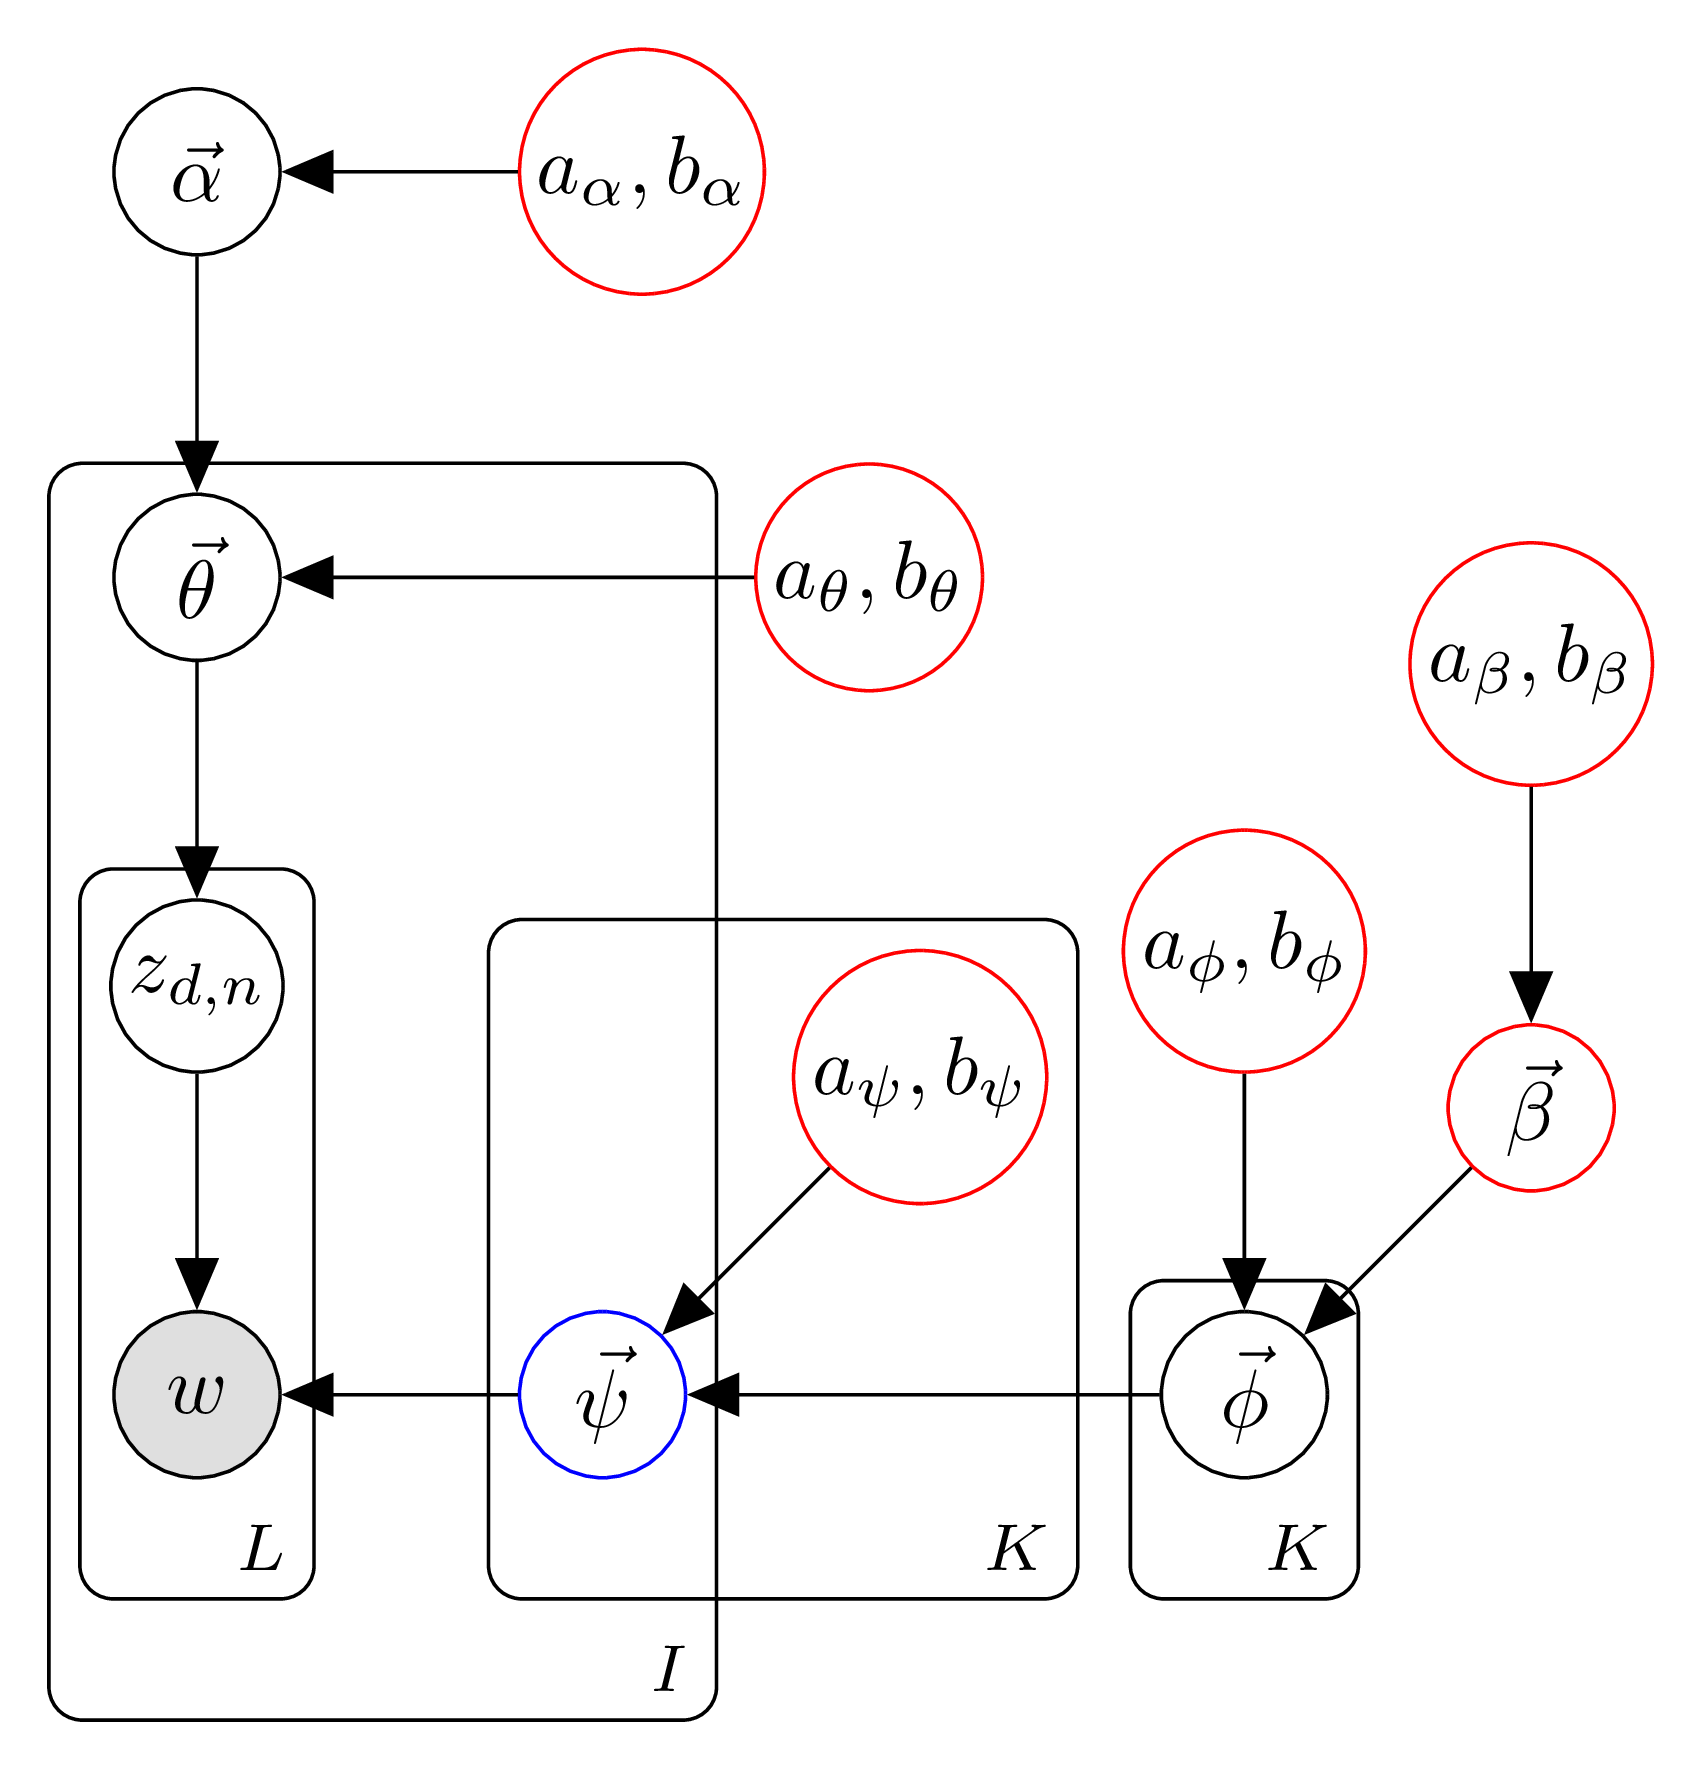 $\vec{\alpha}$
$a_\alpha, b_\alpha$
$\vec{\theta}$
$a_\theta, b_\theta$
$a_\beta, b_\beta$
$z_{d,n}$
$a_\phi, b_\phi$
$a_\psi, b_\psi$
$\vec{\beta}$
$w$
$\vec{\psi}$
$\vec{\phi}$
$L$
$K$
$K$
$I$